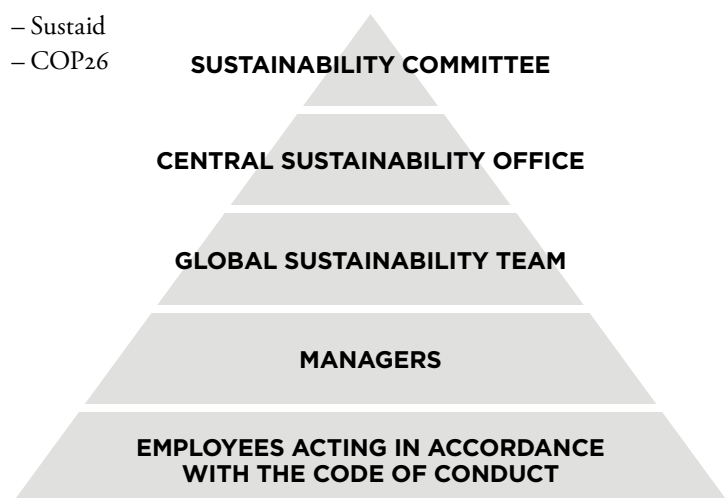 – Sustaid
– COP26
SUSTAINABILITY COMMITTEE
CENTRAL SUSTAINABILITY OFFICE
GLOBAL SUSTAINABILITY TEAM
MANAGERS
EMPLOYEES ACTING IN ACCORDANCE
WITH THE CODE OF CONDUCT